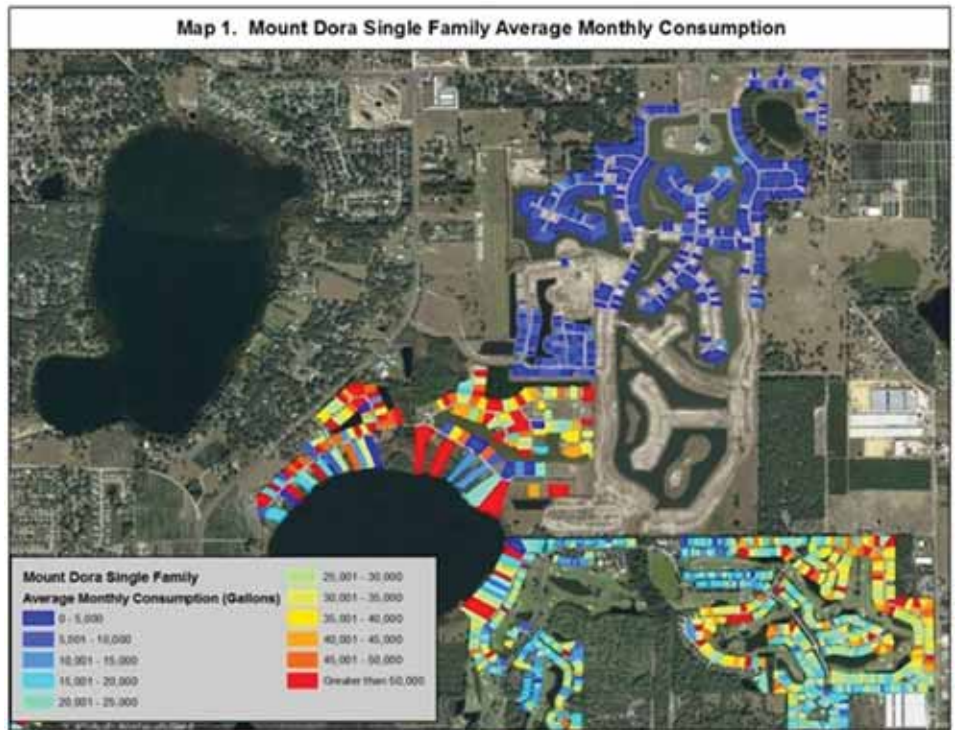 Map 1. Mount Dora Single Family Average Monthly Consumption
Mount Dora Single Family
Average Monthly Consumption (Gallons)
0 - 5,000
5,001 - 10,000
10,001 - 15,000
15,001 - 20,000
20,001 - 25,000
25,001 - 30,000
30,001 - 35,000
35,001 - 40,000
40,001 - 45,000
45,001 - 50,000
Greater than 50,000